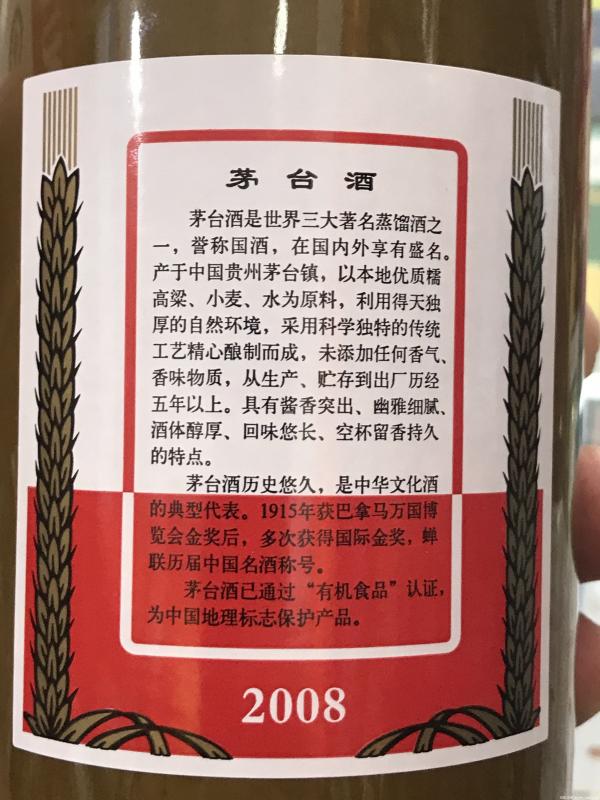 茅台酒
茅台酒是世界三大著名蒸馏酒之
一，誉称国酒，在国内外享有盛名。
产于中国贵州茅台镇，以本地优质糯
高粱、小麦、水为原料，利用得天独
厚的自然环境，采用科学独特的传统
工艺精心酿制而成，未添加任何香气、
香味物质，从生产、贮存到出厂历经
五年以上。具有酱香突出、幽雅细腻、
酒体醇厚、回味悠长、空杯留香持久
的特点。
茅台酒历史悠久，是中华文化酒
的典型代表。1915年获巴拿马万国博
览会金奖后，多次获得国际金奖，蝉
联历届中国名酒称号。
茅台酒已通过“有机食品”认证，
为中国地理标志保护产品。
2008